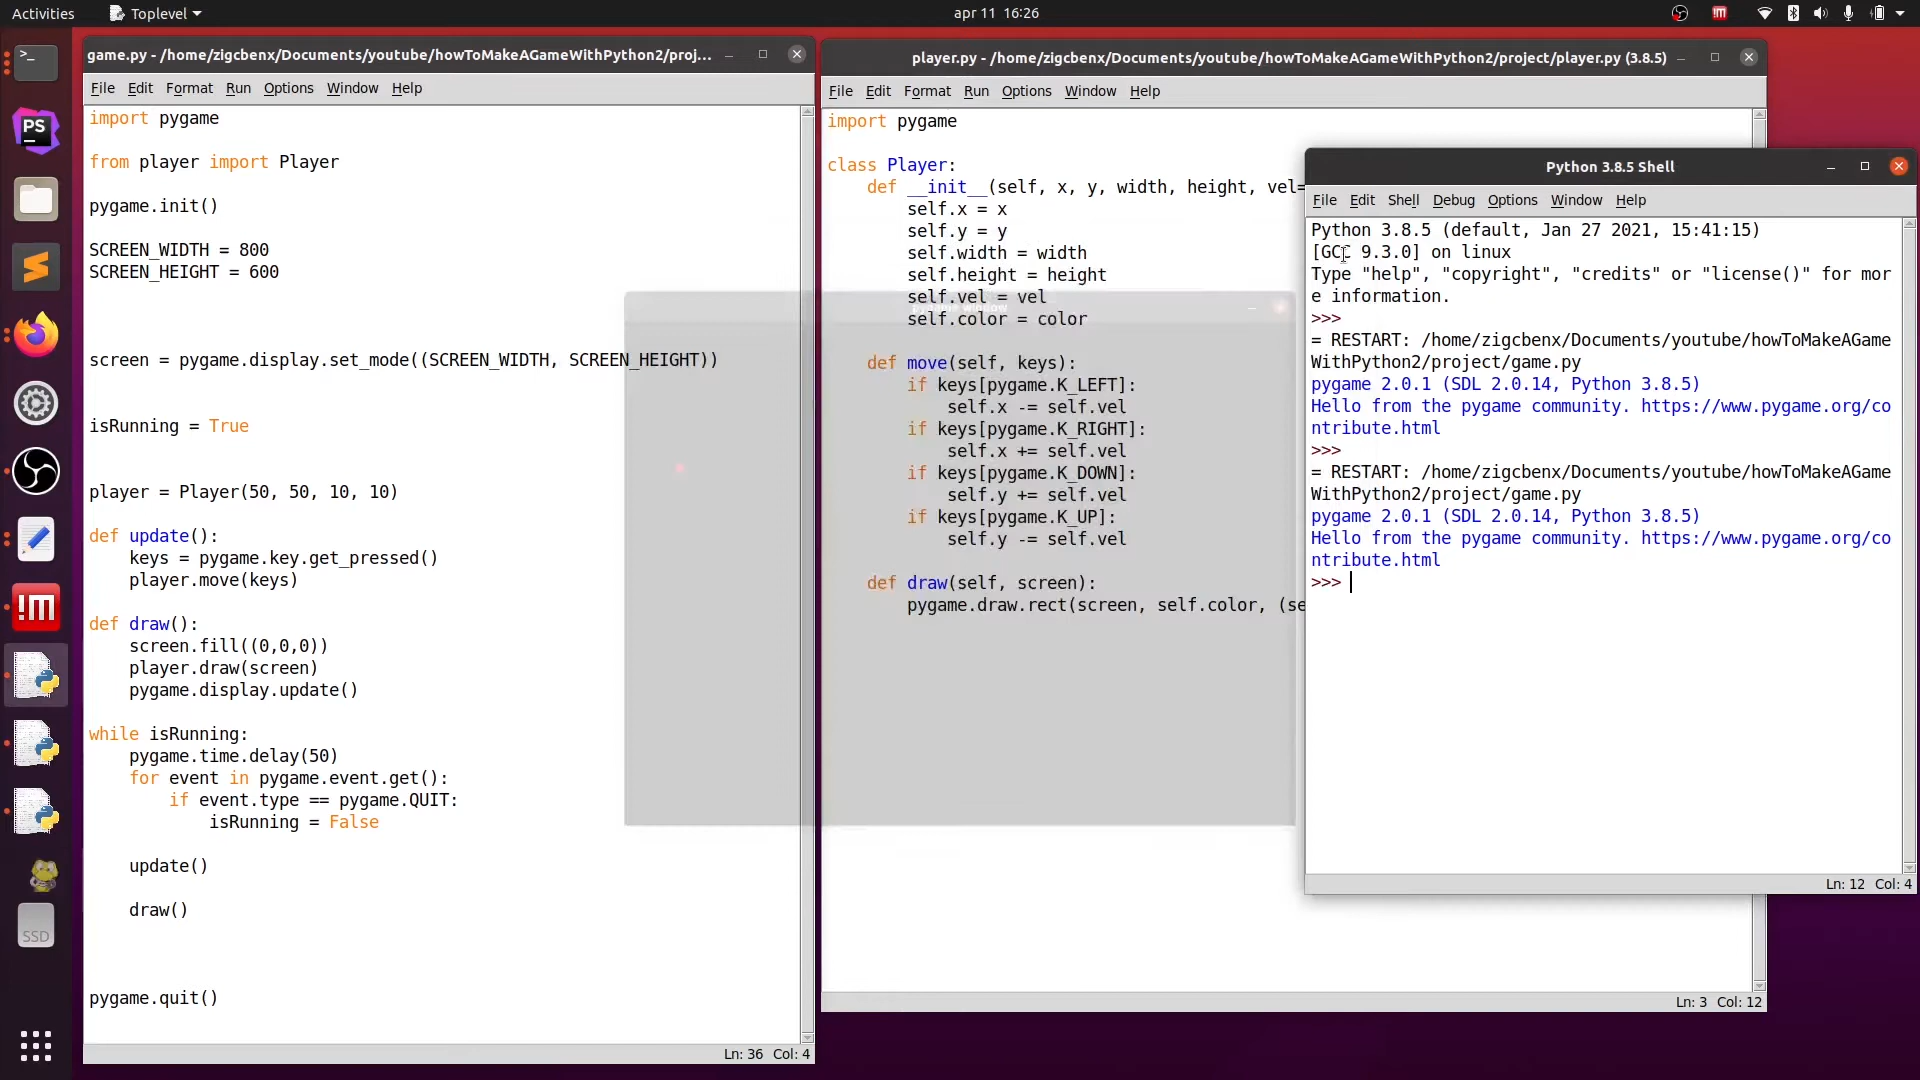 Activities
Toplevel
apr 11 16:26
game.py - /home/zigcbenx/Documents/youtube/howToMakeAGameWithPython2/proj...
File Edit Format Run Options Window Help
import pygame
from player import Player
pygame.init()
SCREEN_WIDTH = 800
SCREEN_HEIGHT = 600
screen = pygame.display.set_mode((SCREEN_WIDTH, SCREEN_HEIGHT))
isRunning = True
player = Player(50, 50, 10, 10)
def update():
    keys = pygame.key.get_pressed()
    player.move(keys)
def draw():
    screen.fill((0,0,0))
    player.draw(screen)
    pygame.display.update()
while isRunning:
    pygame.time.delay(50)
    for event in pygame.event.get():
        if event.type == pygame.QUIT:
            isRunning = False
    update()
    draw()
pygame.quit()
Ln: 36 Col: 4
player.py - /home/zigcbenx/Documents/youtube/howToMakeAGameWithPython2/project/player.py (3.8.5)
File Edit Format Run Options Window Help
import pygame
class Player:
    def __init__(self, x, y, width, height, vel=
        self.x = x
        self.y = y
        self.width = width
        self.height = height
        self.vel = vel
        self.color = color
    def move(self, keys):
        if keys[pygame.K_LEFT]:
            self.x -= self.vel
        if keys[pygame.K_RIGHT]:
            self.x += self.vel
        if keys[pygame.K_DOWN]:
            self.y += self.vel
        if keys[pygame.K_UP]:
            self.y -= self.vel
    def draw(self, screen):
        pygame.draw.rect(screen, self.color, (se
Ln: 3 Col: 12
Python 3.8.5 Shell
File Edit Shell Debug Options Window Help
Python 3.8.5 (default, Jan 27 2021, 15:41:15)
[GCC 9.3.0] on linux
Type "help", "copyright", "credits" or "license()" for mor
e information.
>>>
= RESTART: /home/zigcbenx/Documents/youtube/howToMakeAGame
WithPython2/project/game.py
pygame 2.0.1 (SDL 2.0.14, Python 3.8.5)
Hello from the pygame community. https://www.pygame.org/co
ntribute.html
>>>
= RESTART: /home/zigcbenx/Documents/youtube/howToMakeAGame
WithPython2/project/game.py
pygame 2.0.1 (SDL 2.0.14, Python 3.8.5)
Hello from the pygame community. https://www.pygame.org/co
ntribute.html
>>>
Ln: 12 Col: 4
PS
!M
SSD